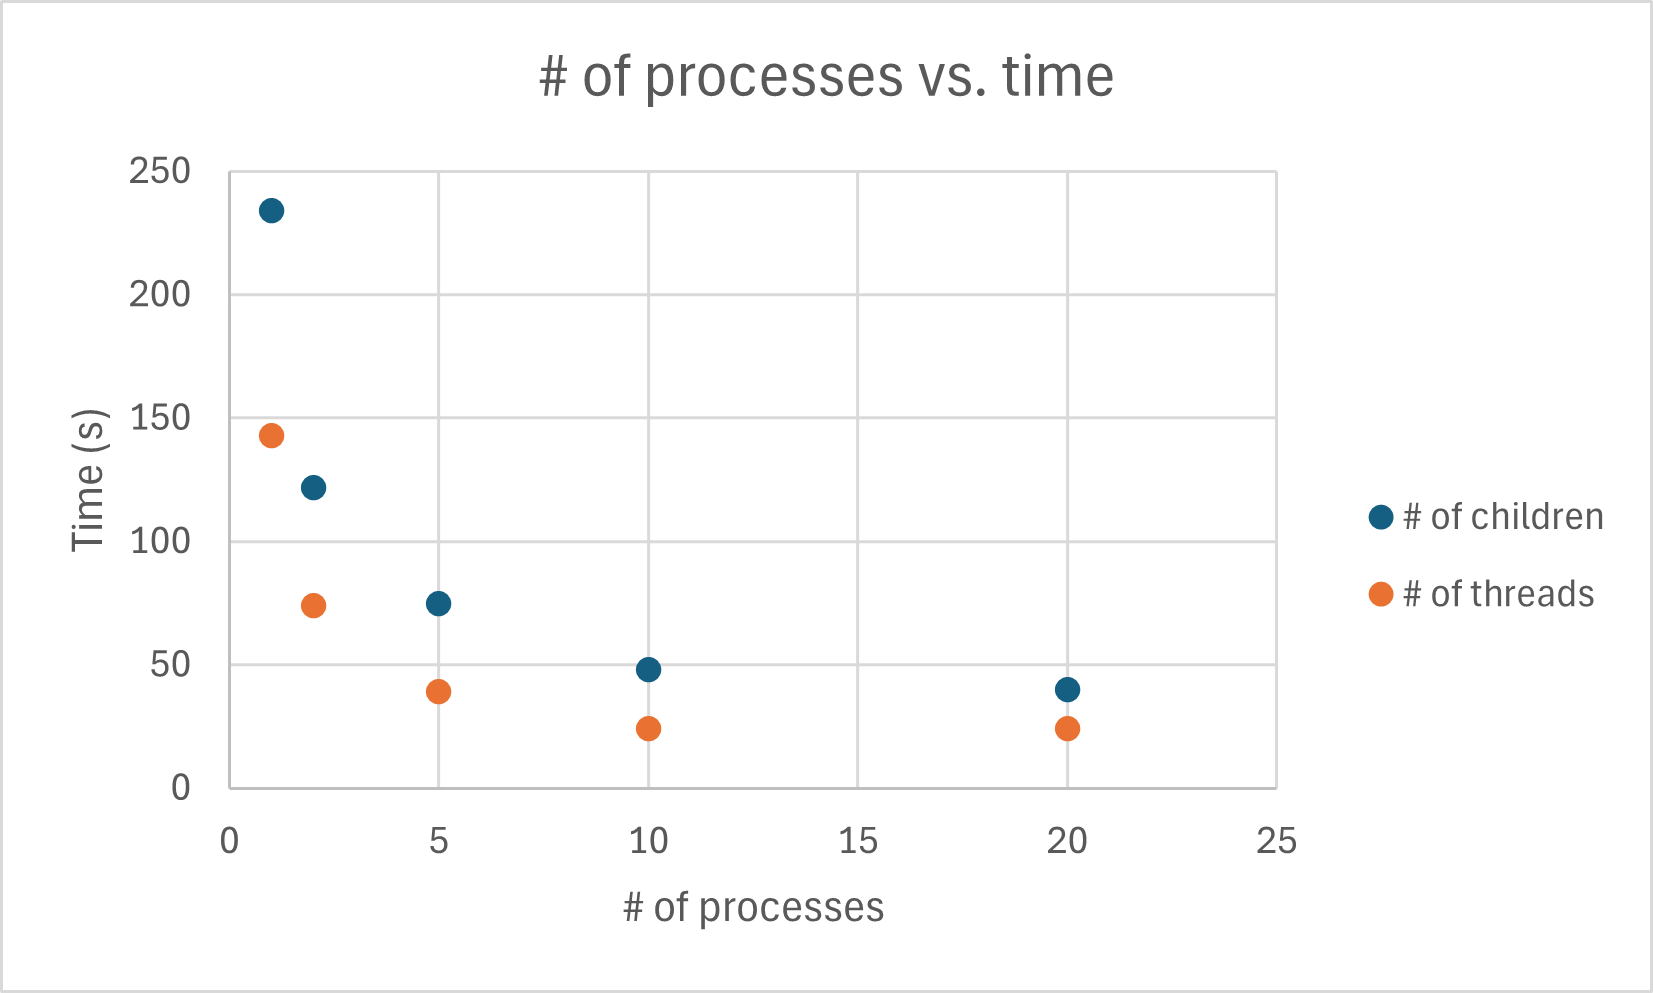 # of processes vs. time
250
200
150
100
50
0
Time (s)
0 5 10 15 20 25
# of processes
# of children
# of threads